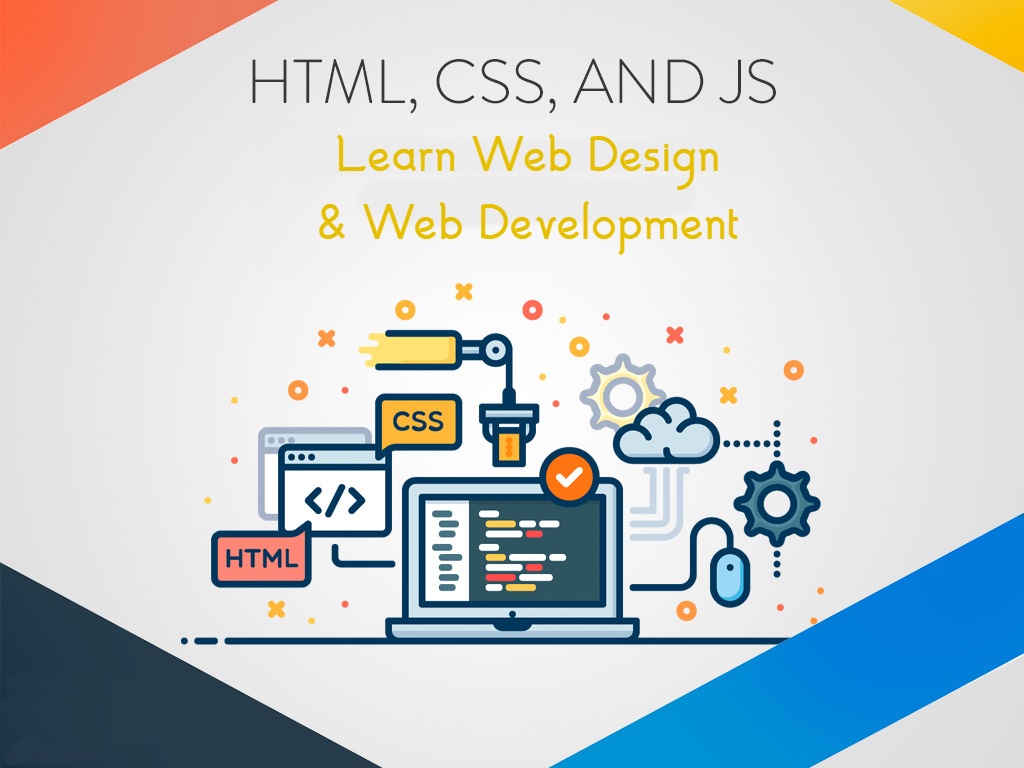 HTML, CSS, AND JS
Learn Web Design
& Web Development
CSS
</>
HTML